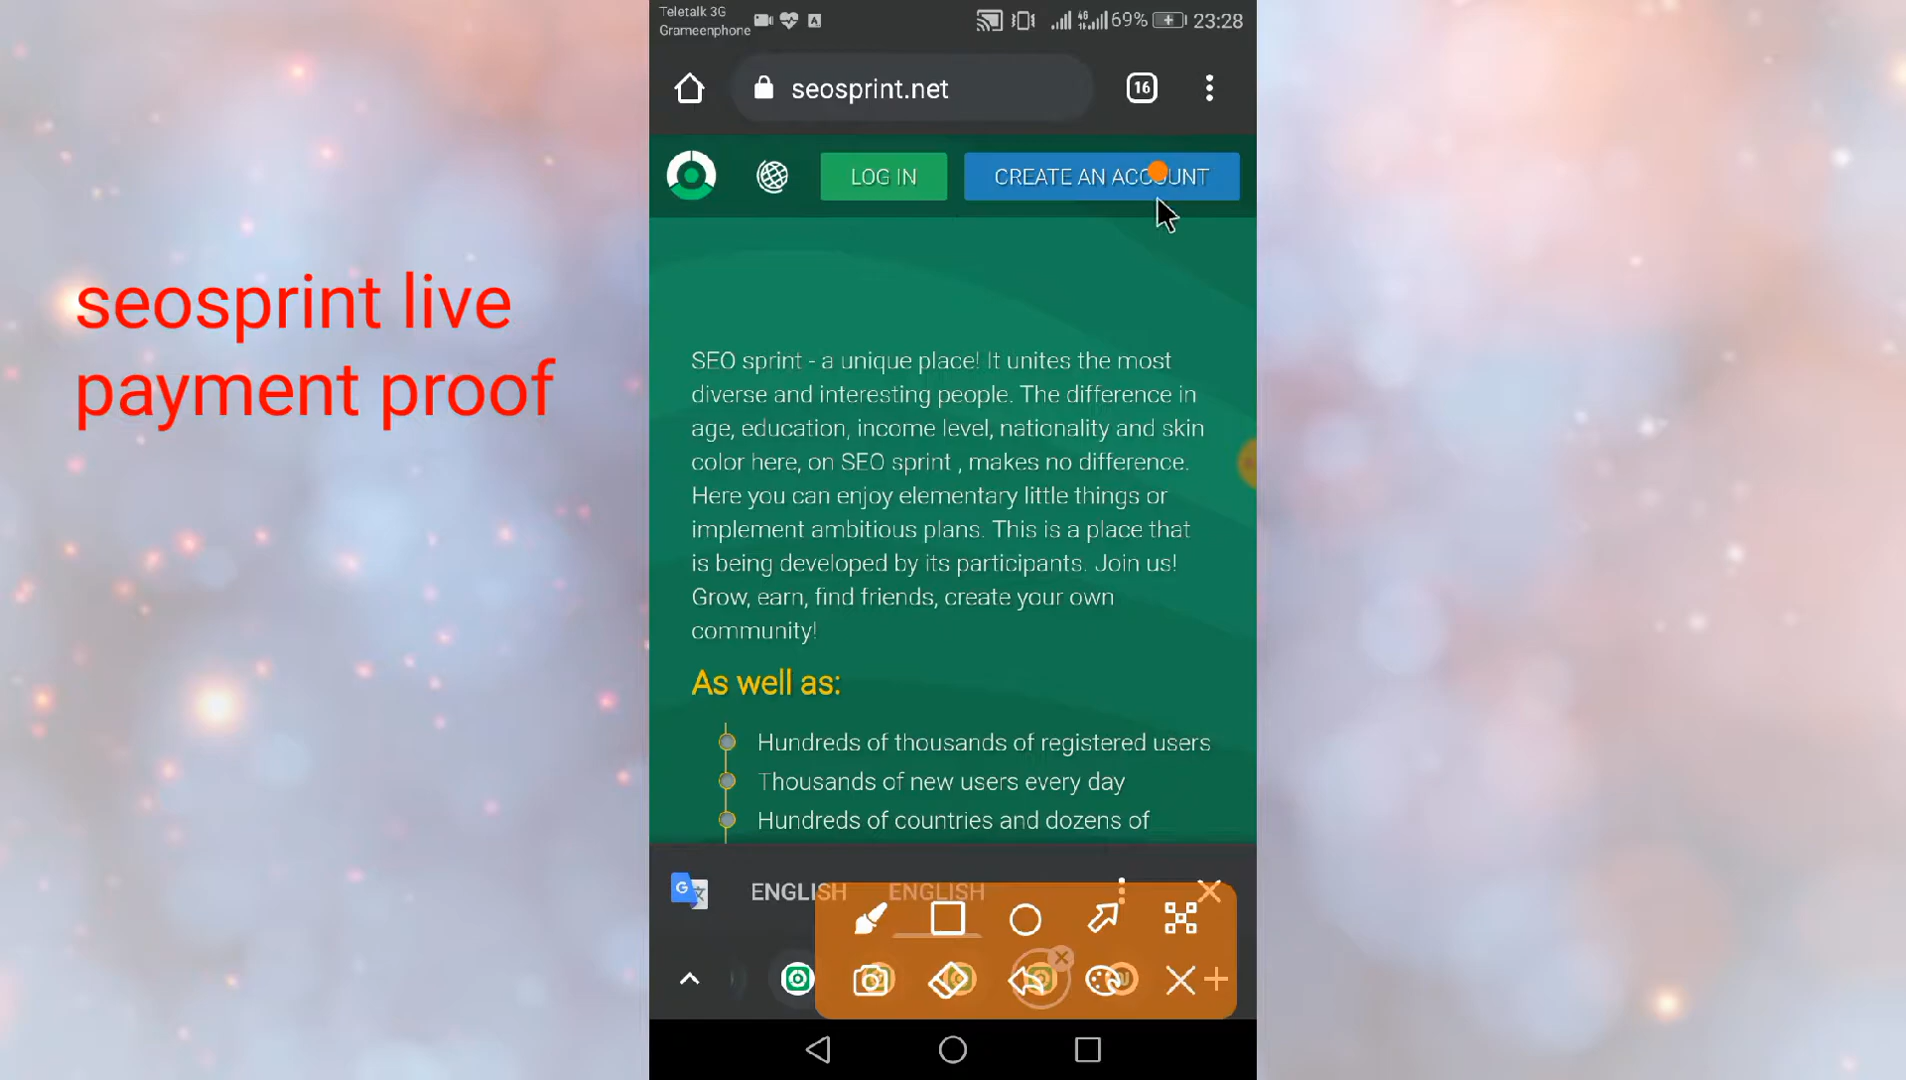 Teletalk 3G
Grameenphone
4G
69%
23:28
seosprint.net
16
LOG IN
CREATE AN ACCOUNT
seosprint live
payment proof
SEO sprint - a unique place! It unites the most
diverse and interesting people. The difference in
age, education, income level, nationality and skin
color here, on SEO sprint , makes no difference.
Here you can enjoy elementary little things or
implement ambitious plans. This is a place that
is being developed by its participants. Join us!
Grow, earn, find friends, create your own
community!
As well as:
Hundreds of thousands of registered users
Thousands of new users every day
Hundreds of countries and dozens of
ENGLISH
ENGLISH